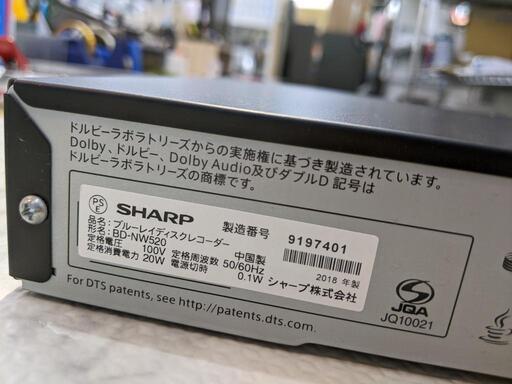 ドルビーラボラトリーズからの実施権に基づき製造されています。
Dolby、ドルビー、Dolby Audio及びダブルD 記号は
ドルビーラボラトリーズの商標です。
PS
E
SHARP 製造番号 9197401
品名：ブルーレイディスクレコーダー
形名：BD-NW520 中国製 2018 年製
定格電圧 100V 定格周波数 50/60Hz
定格消費電力 20W 電源切時 0.1W シャープ株式会社
For DTS patents, see http://patents.dts.com.
JQA
JQ10021